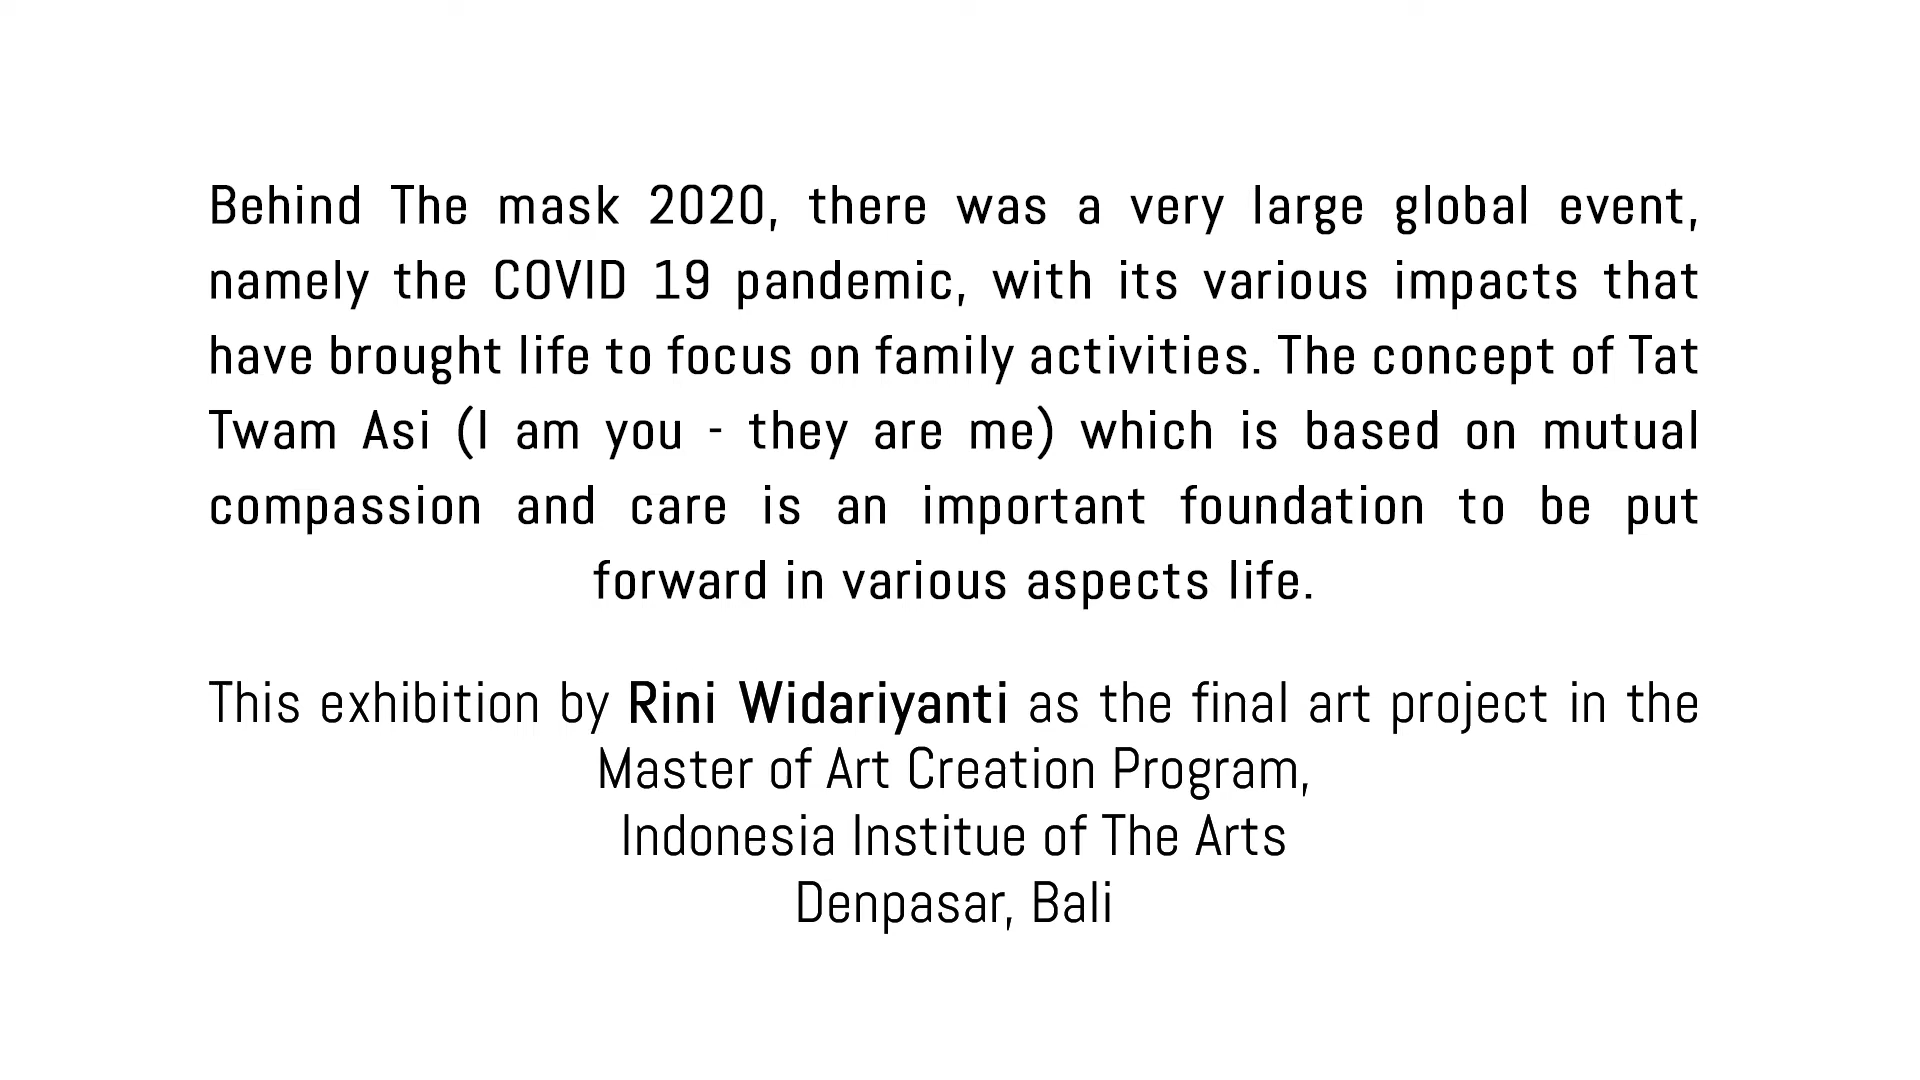 Behind The mask 2020, there was a very large global event,
namely the COVID 19 pandemic, with its various impacts that
have brought life to focus on family activities. The concept of Tat
Twam Asi (I am you - they are me) which is based on mutual
compassion and care is an important foundation to be put
forward in various aspects life.
This exhibition by Rini Widariyanti as the final art project in the
Master of Art Creation Program,
Indonesia Institue of The Arts
Denpasar, Bali